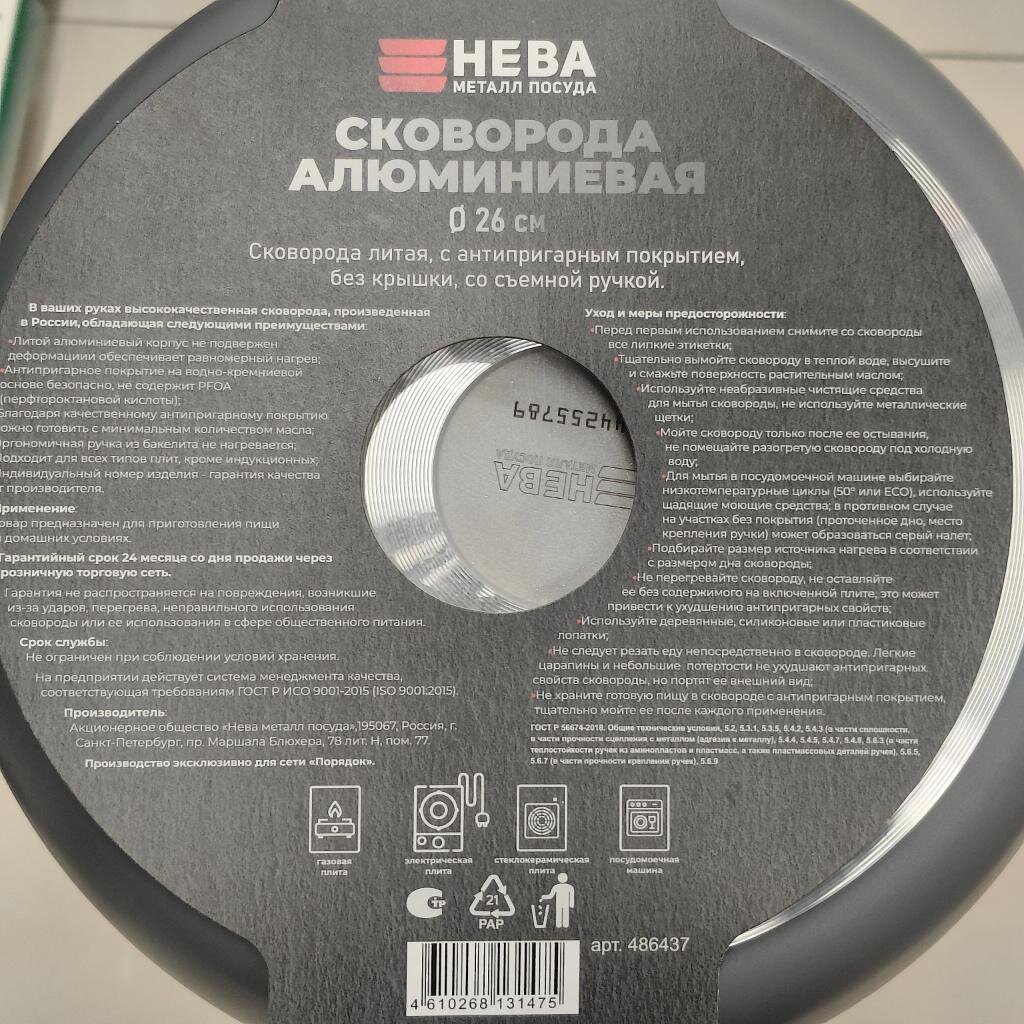 НЕВА
МЕТАЛЛ ПОСУДА
СКОВОРОДА
АЛЮМИНИЕВАЯ
Ø 26 см
Сковорода литая, с антипригарным покрытием,
без крышки, со съемной ручкой.
В ваших руках высококачественная сковорода, произведенная
в России, обладающая следующими преимуществами:
•Литой алюминиевый корпус не подвержен
деформациии обеспечивает равномерный нагрев;
•Антипригарное покрытие на водно-кремниевой
основе безопасно, не содержит PFOA
(перфтороктановой кислоты);
Благодаря качественному антипригарному покрытию
можно готовить с минимальным количеством масла;
Эргономичная ручка из бакелита не нагревается;
Подходит для всех типов плит, кроме индукционных;
Индивидуальный номер изделия - гарантия качества
от производителя.
Применение:
Товар предназначен для приготовления пищи
в домашних условиях.
Гарантийный срок 24 месяца со дня продажи через
розничную торговую сеть.
Гарантия не распространяется на повреждения, возникшие
из-за ударов, перегрева, неправильного использования
сковороды или ее использования в сфере общественного питания.
Срок службы:
Не ограничен при соблюдении условий хранения.
На предприятии действует система менеджмента качества,
соответствующая требованиям ГОСТ Р ИСО 9001-2015 (ISO 9001:2015).
Производитель:
Акционерное общество «Нева металл посуда»,195067, Россия, г.
Санкт-Петербург, пр. Маршала Блюхера, 78 лит. Н, пом. 77.
Производство эксклюзивно для сети «Порядок».
44255789
НЕВА
МЕТАЛЛ ПОСУДА
Уход и меры предосторожности:
•Перед первым использованием снимите со сковороды
все липкие этикетки;
•Тщательно вымойте сковороду в теплой воде, высушите
и смажьте поверхность растительным маслом;
•Используйте неабразивные чистящие средства
для мытья сковороды, не используйте металлические
щетки;
•Мойте сковороду только после ее остывания,
не помещайте разогретую сковороду под холодную
воду;
•Для мытья в посудомоечной машине выбирайте
низкотемпературные циклы (50° или ECO), используйте
щадящие моющие средства; в противном случае
на участках без покрытия (проточенное дно, место
крепления ручки) может образоваться серый налет;
•Подбирайте размер источника нагрева в соответствии
с размером дна сковороды;
•Не перегревайте сковороду, не оставляйте
ее без содержимого на включенной плите, это может
привести к ухудшению антипригарных свойств;
•Используйте деревянные, силиконовые или пластиковые
лопатки;
•Не следует резать еду непосредственно в сковороде. Легкие
царапины и небольшие потертости не ухудшают антипригарных
свойств сковороды, но портят ее внешний вид;
•Не храните готовую пищу в сковороде с антипригарным покрытием,
тщательно мойте ее после каждого применения.
ГОСТ Р 56674-2018. Общие технические условия, 5.2, 5.3.1, 5.3.5, 5.4.2, 5.4.3 (в части сплошности,
в части прочности сцепления с металлом (адгезия к металлу), 5.4.4, 5.4.5, 5.4.7, 5.4.8, 5.6.3 (в части
теплостойкости ручек из аминопластов и пластмасс, а также пластмассовых деталей ручек), 5.6.5,
5.6.7 (в части прочности крепления ручек), 5.6.9
газовая
плита
электрическая
плита
стеклокерамическая
плита
посудомоечная
машина
СТР
21
PAP
арт. 486437
4 610268 131475